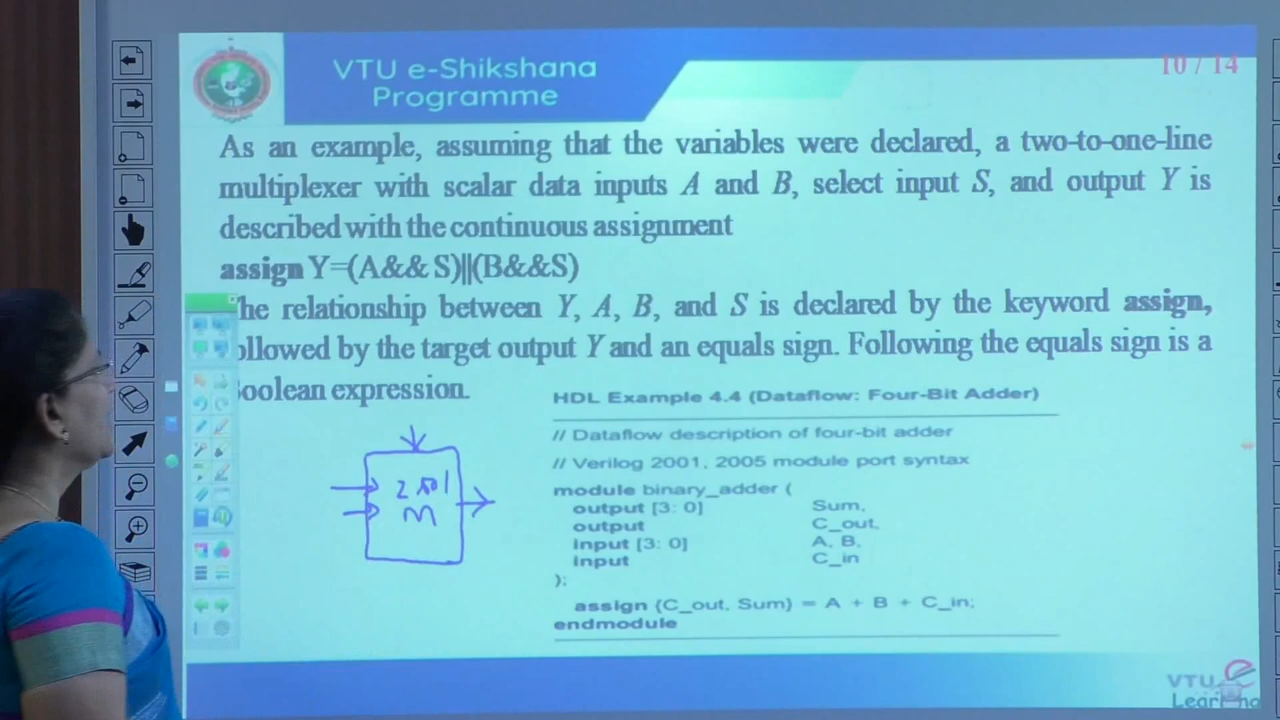 VTU e-Shikshana
Programme
10 / 14
As an example, assuming that the variables were declared, a two-to-one-line
multiplexer with scalar data inputs A and B, select input S, and output Y is
described with the continuous assignment
assign Y=(A&& S)||(B&&S)
he relationship between Y, A, B, and S is declared by the keyword assign,
ollowed by the target output Y and an equals sign. Following the equals sign is a
oolean expression.
HDL Example 4.4 (Dataflow: Four-Bit Adder)
// Dataflow description of four-bit adder
// Verilog 2001, 2005 module port syntax
module binary_adder (
output [3: 0] Sum,
output C_out,
input [3: 0] A, B,
input C_in
);
assign {C_out, Sum} = A + B + C_in;
endmodule
2
M
VTU e
Learning